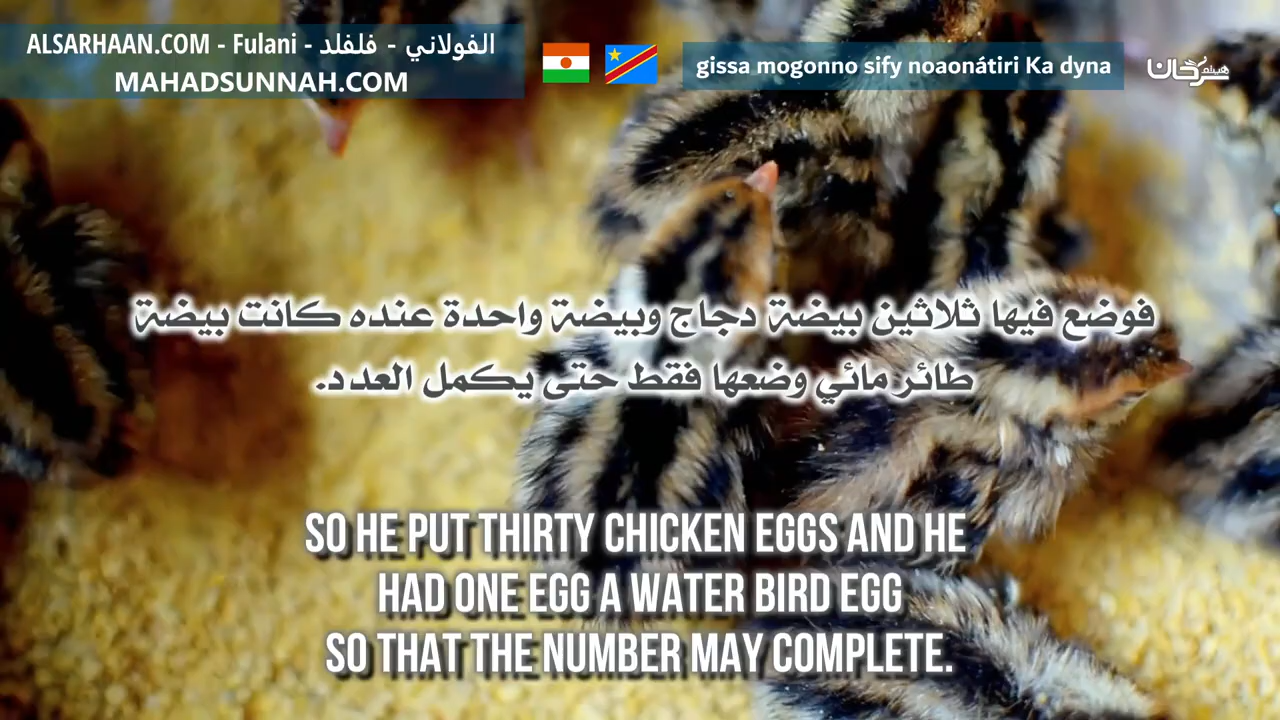 ALSARHAAN.COM - Fulani - الفولاني - فلفلد
MAHADSUNNAH.COM
gissa mogonno sify noaonátiri Ka dyna
هيثم سرحان
فوضع فيها ثلاثين بيضة دجاج وبيضة واحدة عنده كانت بيضة
طائر مائي وضعها فقط حتى يكمل العدد.
SO HE PUT THIRTY CHICKEN EGGS AND HE
HAD ONE EGG A WATER BIRD EGG
SO THAT THE NUMBER MAY COMPLETE.